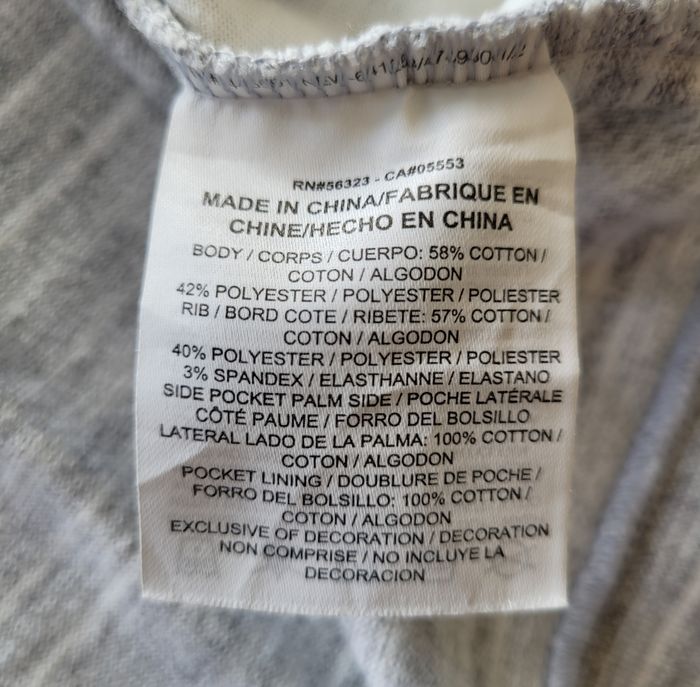 RN#56323 - CA#05553
MADE IN CHINA/FABRIQUE EN
CHINE/HECHO EN CHINA
BODY / CORPS / CUERPO: 58% COTTON /
COTON / ALGODON
42% POLYESTER / POLYESTER / POLIESTER
RIB / BORD COTE / RIBETE: 57% COTTON /
COTON / ALGODON
40% POLYESTER / POLYESTER / POLIESTER
3% SPANDEX / ELASTHANNE / ELASTANO
SIDE POCKET PALM SIDE / POCHE LATÉRALE
CÔTÉ PAUME / FORRO DEL BOLSILLO
LATERAL LADO DE LA PALMA: 100% COTTON /
COTON / ALGODON
POCKET LINING / DOUBLURE DE POCHE /
FORRO DEL BOLSILLO: 100% COTTON /
COTON / ALGODON
EXCLUSIVE OF DECORATION / DECORATION
NON COMPRISE / NO INCLUYE LA
DECORACION